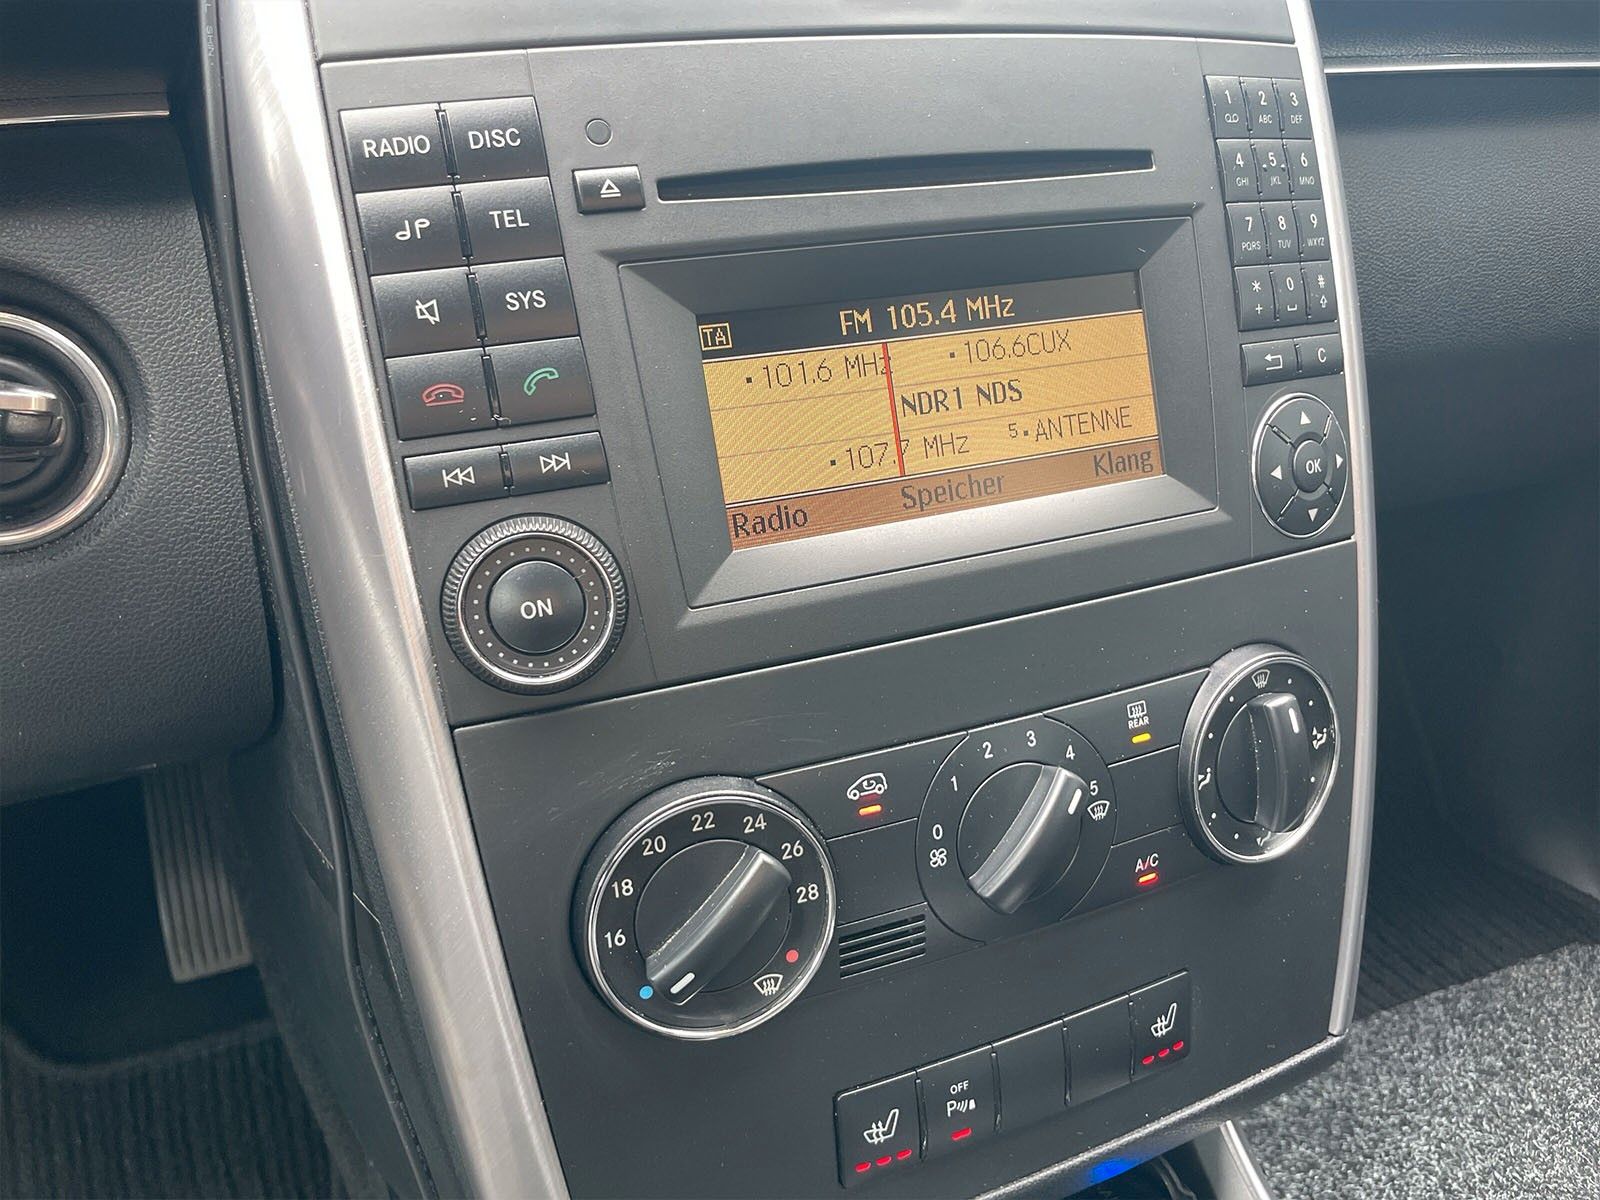 RADIO DISC
TEL
SYS
ON
TA
FM 105.4 MHz
101.6 MHz
106.6CUX
NDR1 NDS
107.7 MHZ
5 ANTENNE
Radio Speicher Klang
1 2 ABC 3 DEF
4 GHI 5 JKL 6 MNO
7 PQRS 8 TUV 9 WXYZ
* + 0 #
C
OK
16 18 20 22 24 26 28
0 1 2 3 4 5
REAR
A/C
OFF
P